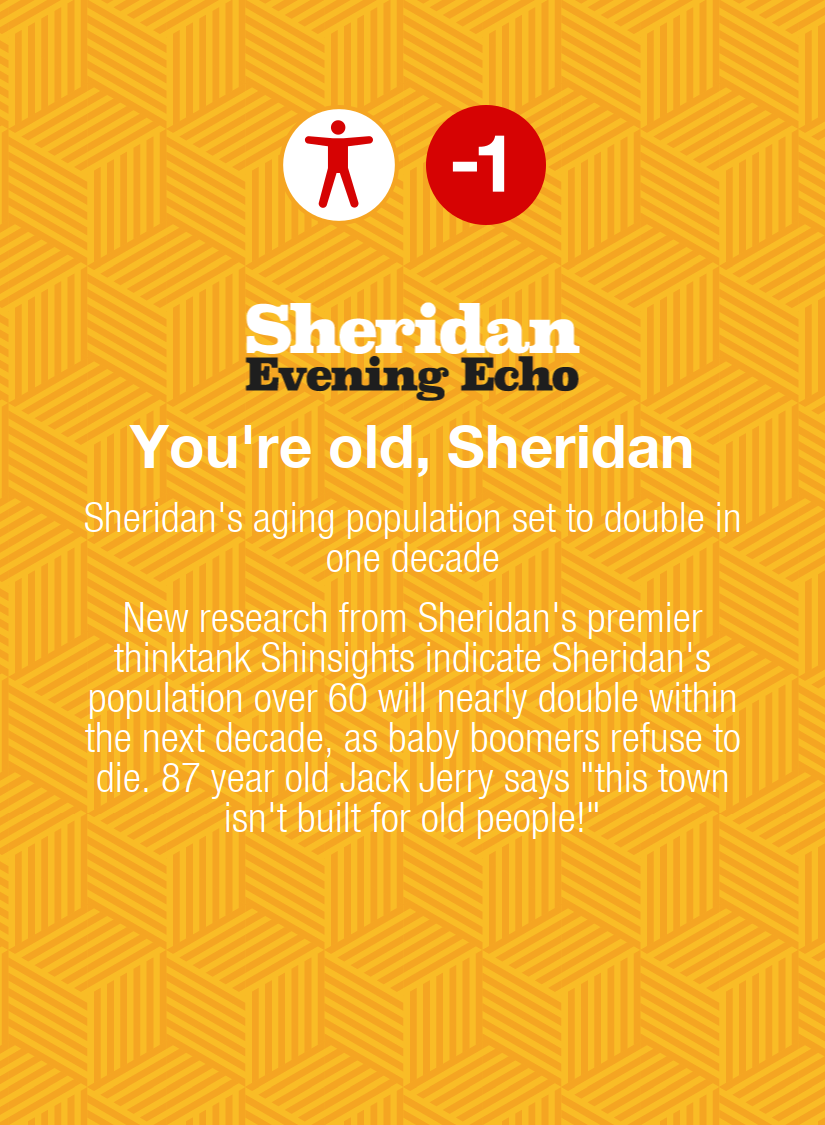 -1
Sheridan
Evening Echo
You're old, Sheridan
Sheridan's aging population set to double in
one decade
New research from Sheridan's premier
thinktank Shinsights indicate Sheridan's
population over 60 will nearly double within
the next decade, as baby boomers refuse to
die. 87 year old Jack Jerry says "this town
isn't built for old people!"